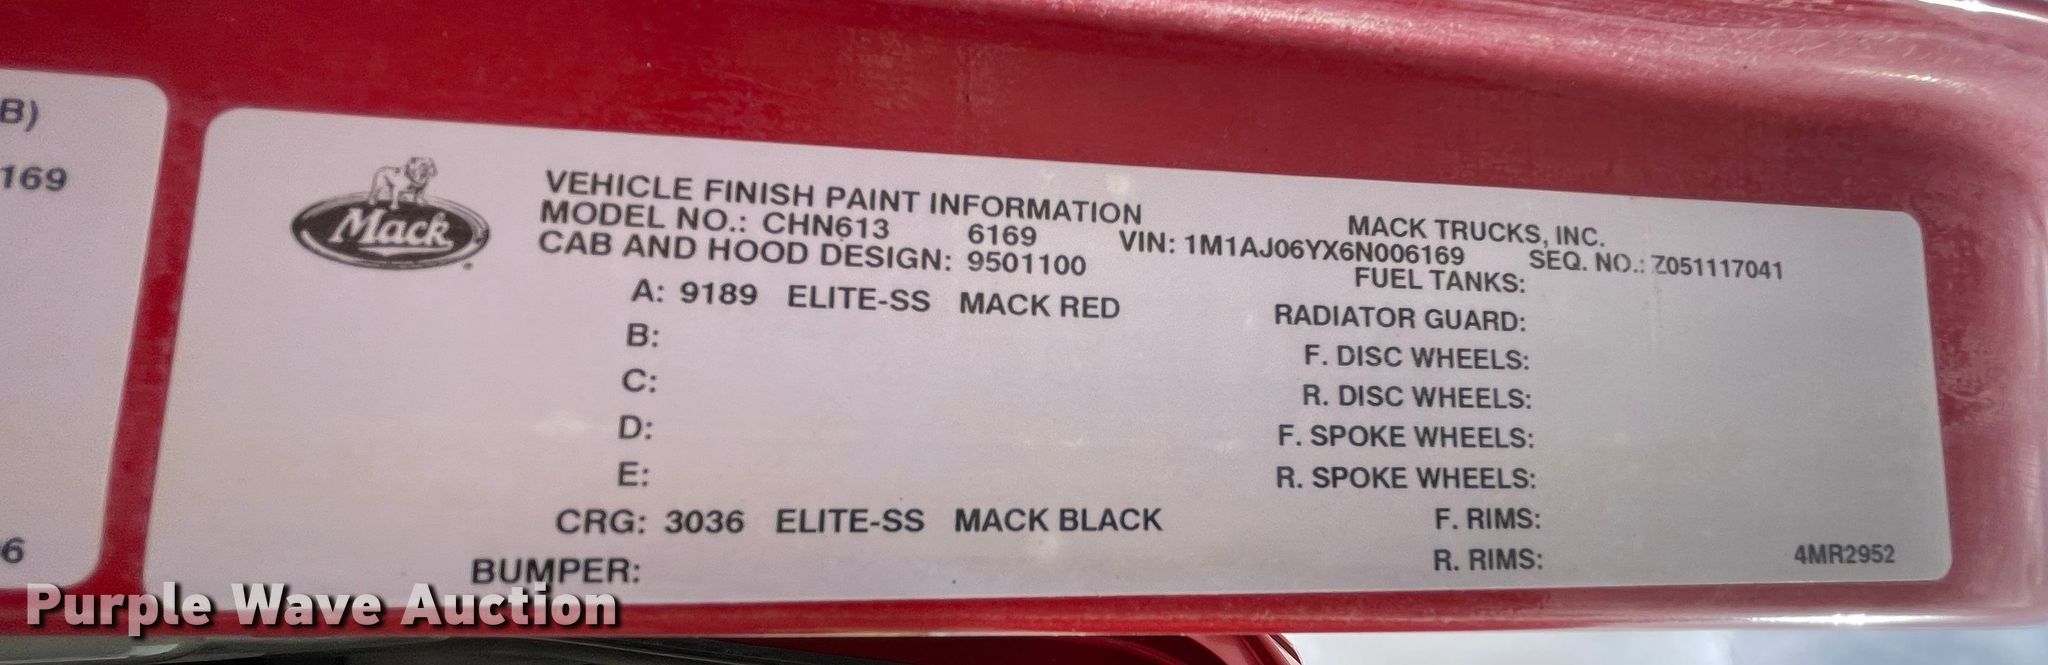 B)
169
6
Mack
VEHICLE FINISH PAINT INFORMATION
MACK TRUCKS, INC.
MODEL NO.: CHN613 6169 VIN: 1M1AJ06YX6N006169 SEQ. NO.: Z051117041
CAB AND HOOD DESIGN: 9501100
FUEL TANKS:
A: 9189 ELITE-SS MACK RED
RADIATOR GUARD:
B:
F. DISC WHEELS:
C:
R. DISC WHEELS:
D:
F. SPOKE WHEELS:
E:
R. SPOKE WHEELS:
CRG: 3036 ELITE-SS MACK BLACK
F. RIMS:
BUMPER:
R. RIMS:
4MR2952
Purple Wave Auction